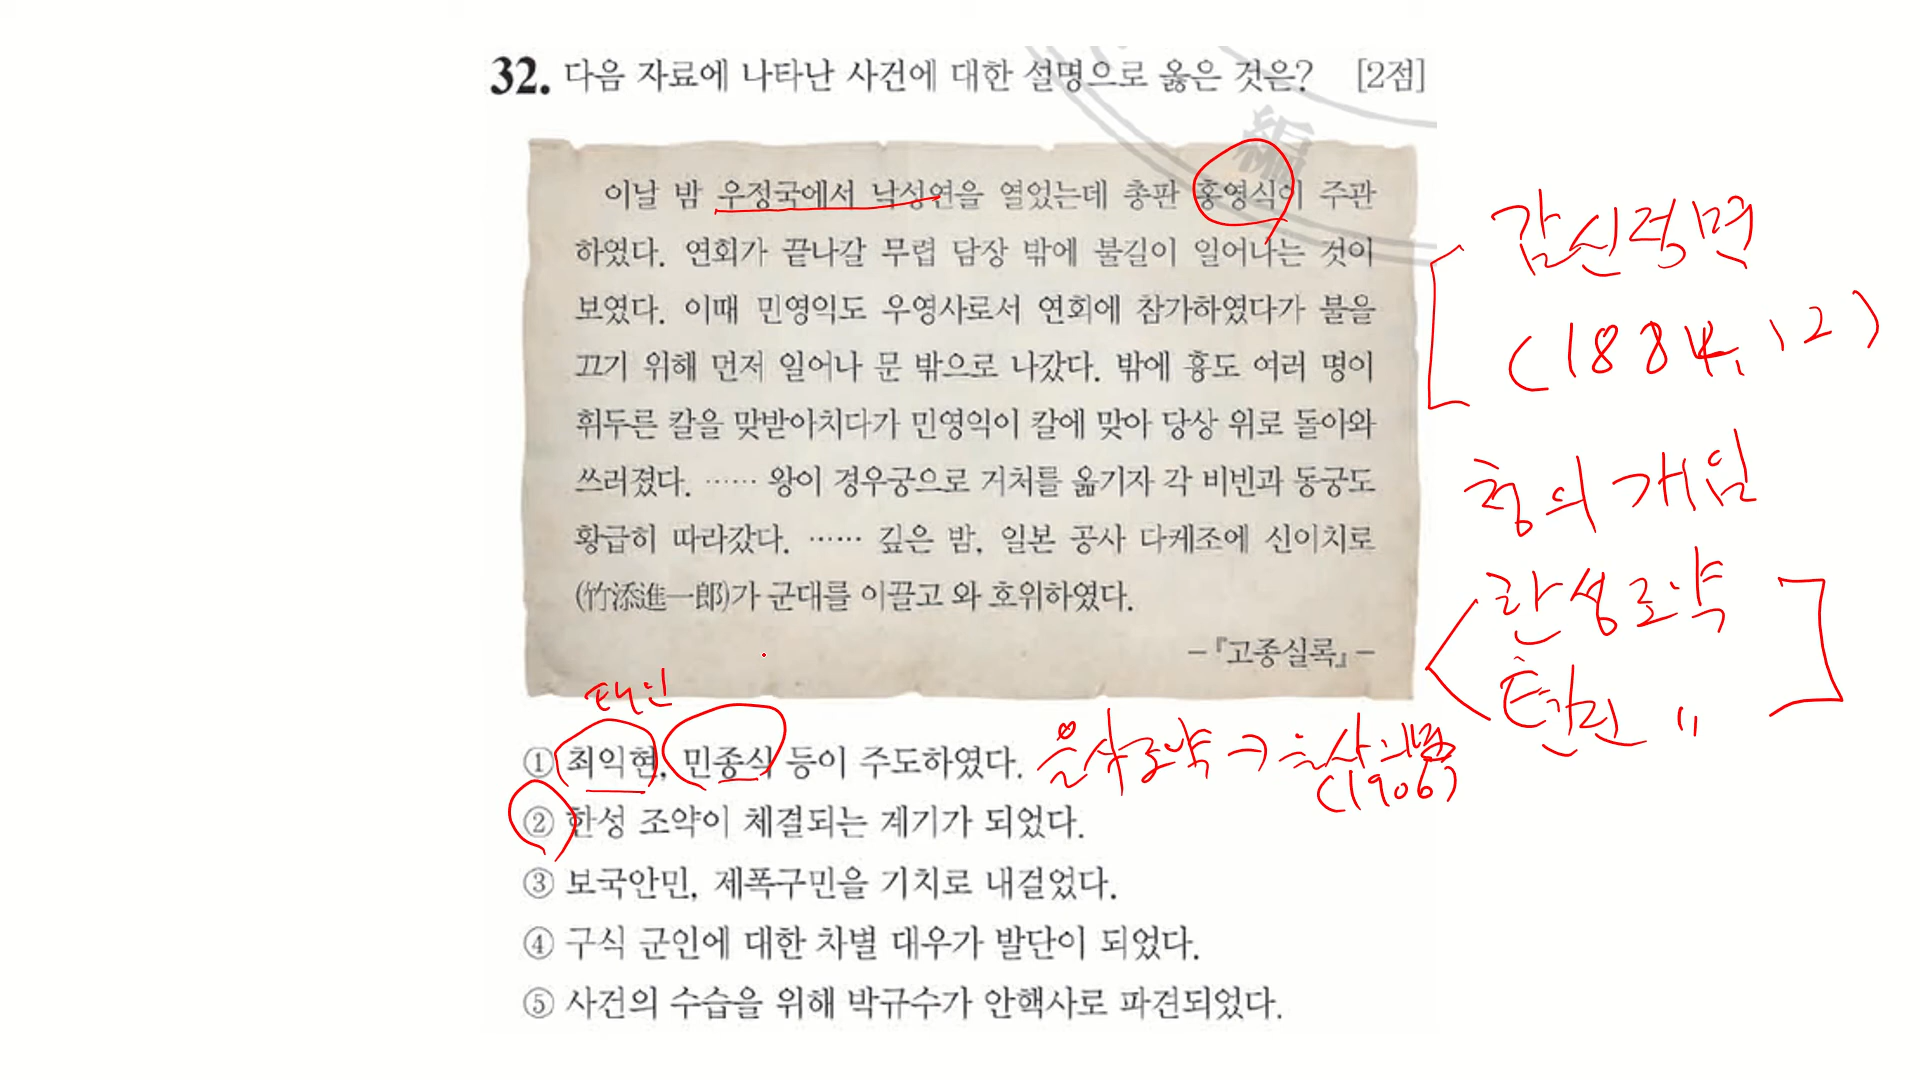 32. 다음 자료에 나타난 사건에 대한 설명으로 옳은 것은? [2점]
編
이날 밤 우정국에서 낙성연을 열었는데 총판 홍영식이 주관
하였다. 연회가 끝나갈 무렵 담장 밖에 불길이 일어나는 것이
보였다. 이때 민영익도 우영사로서 연회에 참가하였다가 불을
끄기 위해 먼저 일어나 문 밖으로 나갔다. 밖에 흉도 여러 명이
휘두른 칼을 맞받아치다가 민영익이 칼에 맞아 당상 위로 돌아와
쓰러졌다. …… 왕이 경우궁으로 거처를 옮기자 각 비빈과 동궁도
황급히 따라갔다. …… 깊은 밤, 일본 공사 다케조에 신이치로
(竹添進一郎)가 군대를 이끌고 와 호위하였다.
-『고종실록』-
갑신정변
(1884, 12)
청의 개입
한성조약
톈진 "
태인
① 최익현, 민종식 등이 주도하였다.
을사조약 → 을사의병
(1906)
② 한성 조약이 체결되는 계기가 되었다.
③ 보국안민, 제폭구민을 기치로 내걸었다.
④ 구식 군인에 대한 차별 대우가 발단이 되었다.
⑤ 사건의 수습을 위해 박규수가 안핵사로 파견되었다.